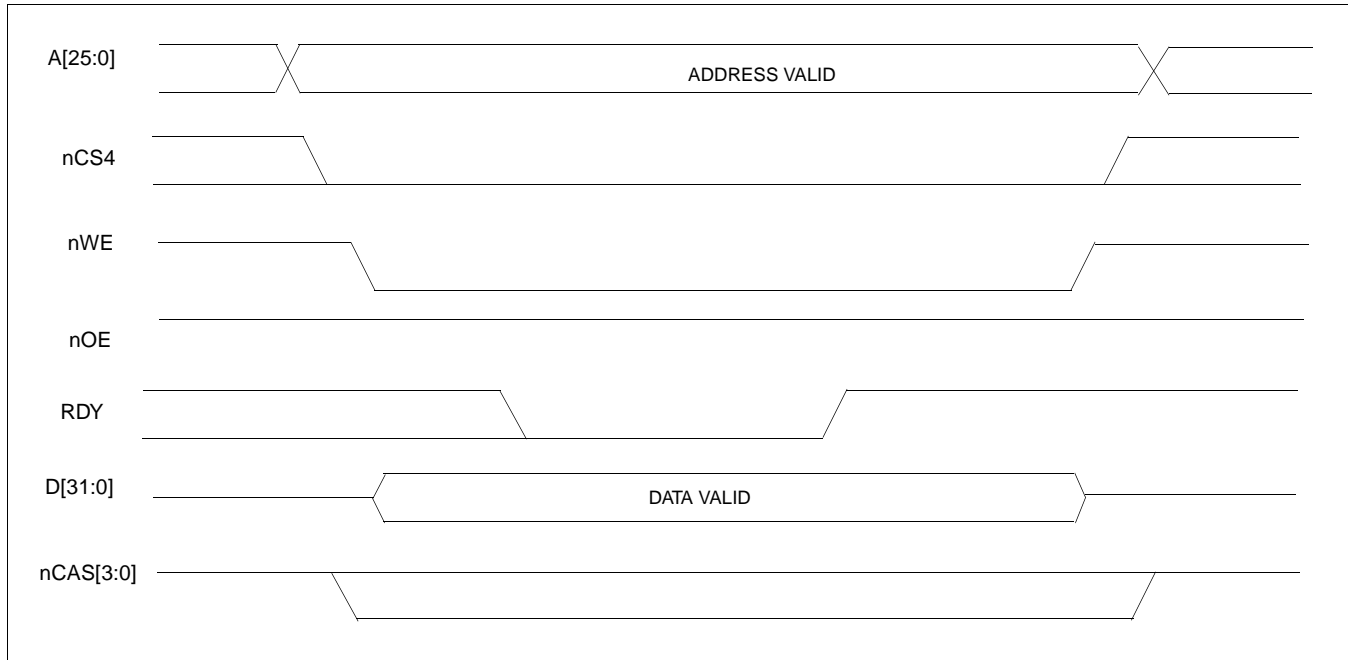 A[25:0]
ADDRESS VALID
nCS4
nWE
nOE
RDY
D[31:0]
DATA VALID
nCAS[3:0]